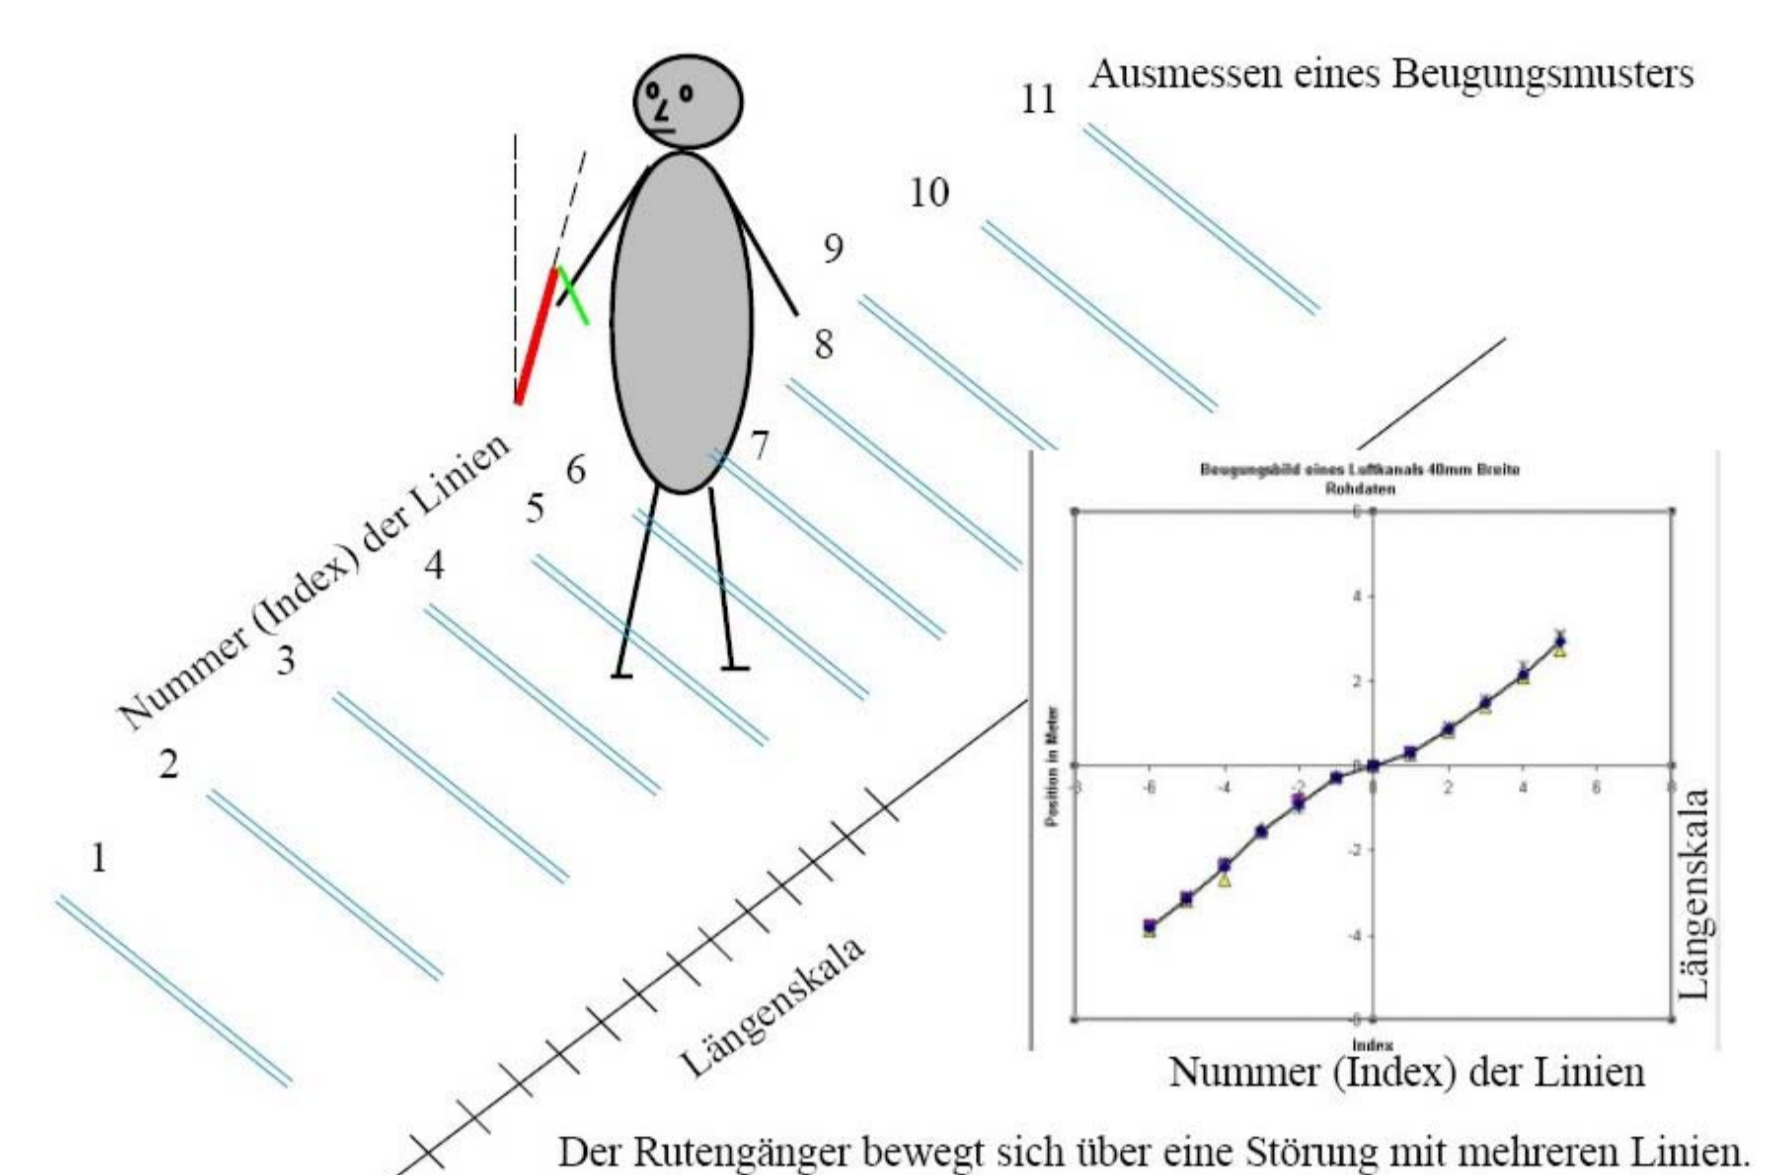 Ausmessen eines Beugungsmusters
11
10
9
8
7
6
5
4
3
2
1
Nummer (Index) der Linien
Längenskala
Beugungsbild eines Luftkanals 40mm Breite
Rohdaten
Position in Meter
6
4
2
0
-2
-4
-6
-8
-6
-4
-2
0
2
4
6
8
Index
Längenskala
Nummer (Index) der Linien
Der Rutengänger bewegt sich über eine Störung mit mehreren Linien.